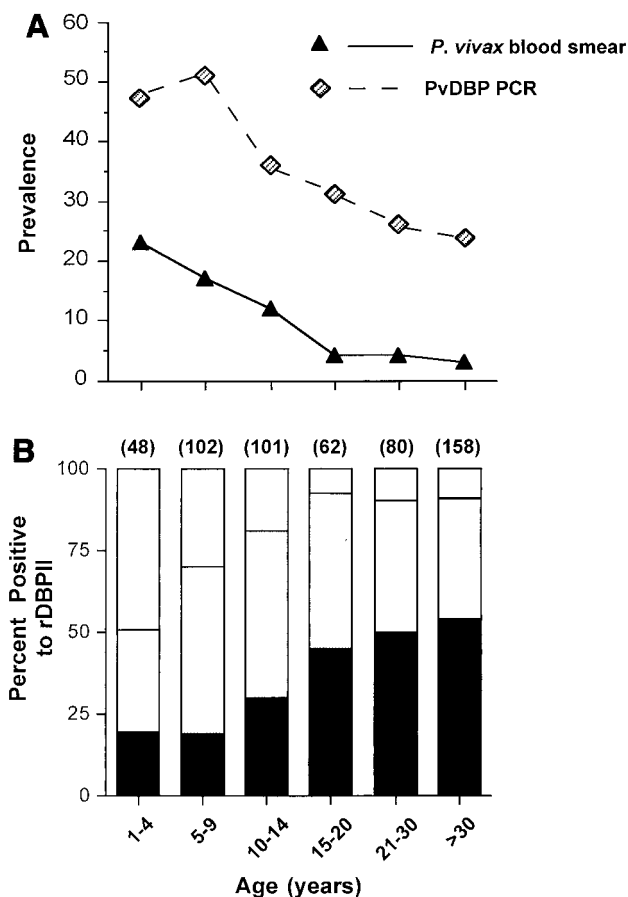 A
60
50
40
30
20
10
0
Prevalence
P. vivax blood smear
PvDBP PCR
B
(48) (102) (101) (62) (80) (158)
100
75
50
25
0
Percent Positive
to rDBPII
1-4 5-9 10-14 15-20 21-30 >30
Age (years)